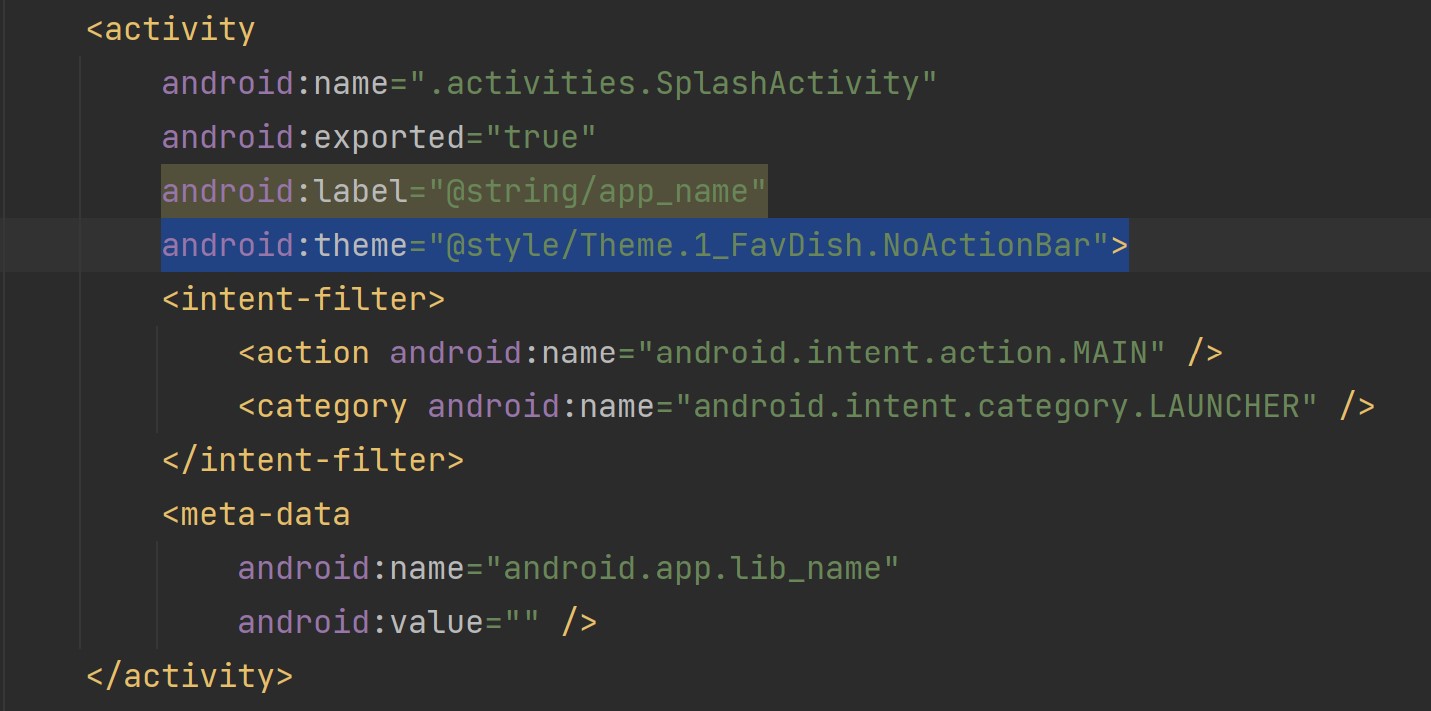 <activity
android:name=".activities.SplashActivity"
android:exported="true"
android:label="@string/app_name"
android:theme="@style/Theme.1_FavDish.NoActionBar">
<intent-filter>
<action android:name="android.intent.action.MAIN" />
<category android:name="android.intent.category.LAUNCHER" />
</intent-filter>
<meta-data
android:name="android.app.lib_name"
android:value="" />
</activity>